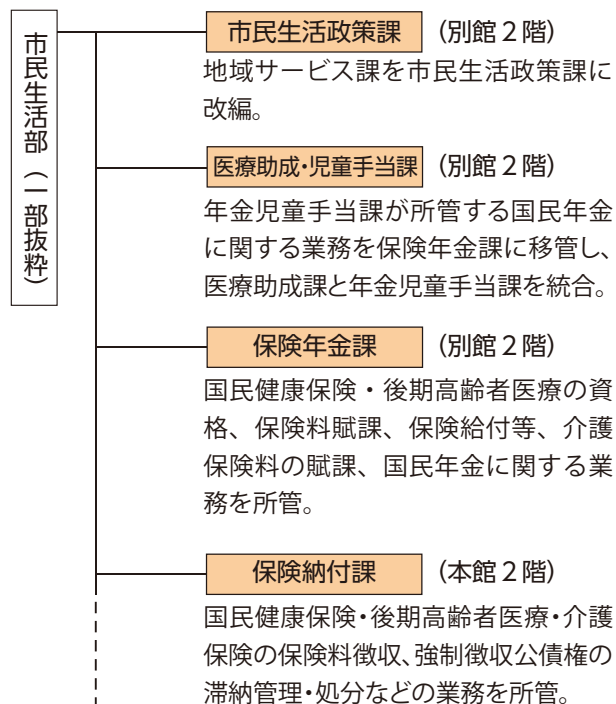 市民生活部（一部抜粋）
市民生活政策課（別館２階）
地域サービス課を市民生活政策課に
改編。
医療助成・児童手当課（別館２階）
年金児童手当課が所管する国民年金
に関する業務を保険年金課に移管し、
医療助成課と年金児童手当課を統合。
保険年金課（別館２階）
国民健康保険・後期高齢者医療の資
格、保険料賦課、保険給付等、介護
保険料の賦課、国民年金に関する業
務を所管。
保険納付課（本館２階）
国民健康保険・後期高齢者医療・介護
保険の保険料徴収、強制徴収公債権の
滞納管理・処分などの業務を所管。